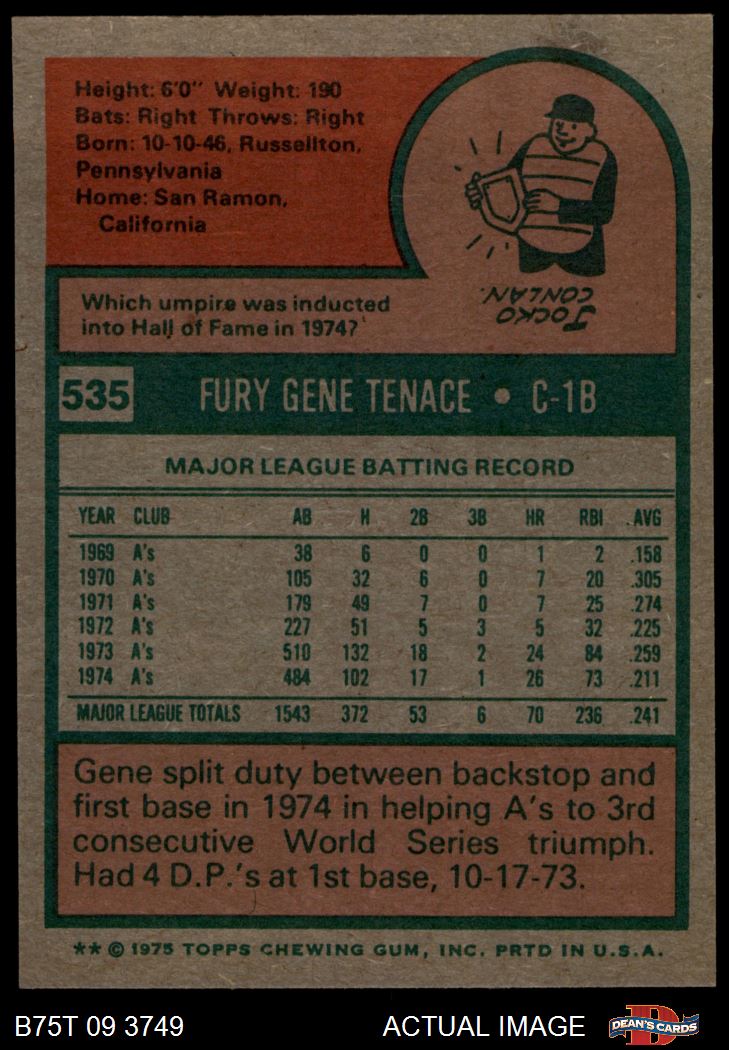 Height: 6'0" Weight: 190
Bats: Right Throws: Right
Born: 10-10-46, Russellton,
Pennsylvania
Home: San Ramon,
California
JOCKO
CONLAN.
Which umpire was inducted
into Hall of Fame in 1974?
535 FURY GENE TENACE • C-1B
MAJOR LEAGUE BATTING RECORD
YEAR CLUB AB H 2B 3B HR RBI .AVG
1969 A's 38 6 0 0 1 2 .158
1970 A's 105 32 6 0 7 20 .305
1971 A's 179 49 7 0 7 25 .274
1972 A's 227 51 5 3 5 32 .225
1973 A's 510 132 18 2 24 84 .259
1974 A's 484 102 17 1 26 73 .211
MAJOR LEAGUE TOTALS 1543 372 53 6 70 236 .241
Gene split duty between backstop and
first base in 1974 in helping A's to 3rd
consecutive World Series triumph.
Had 4 D.P.'s at 1st base, 10-17-73.
** © 1975 TOPPS CHEWING GUM, INC. PRTD IN U.S.A.
B75T 09 3749 ACTUAL IMAGE DEAN'S CARDS